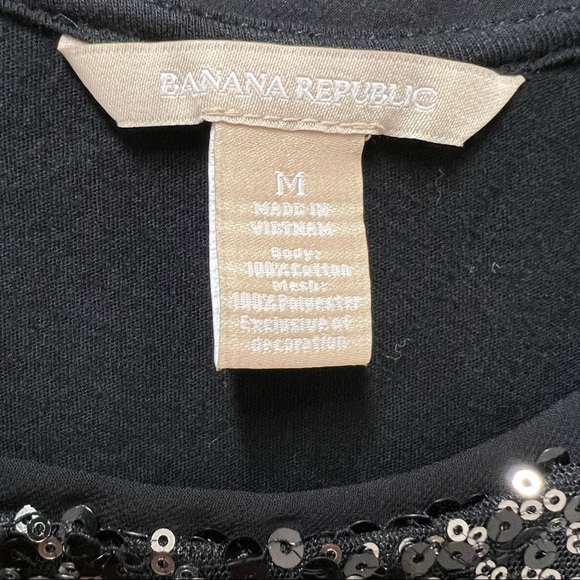 BANANA REPUBLIC
M
MADE IN
VIETNAM
Body:
100%Cotton
Mesh:
100%Polyester
Exclusive of
decoration